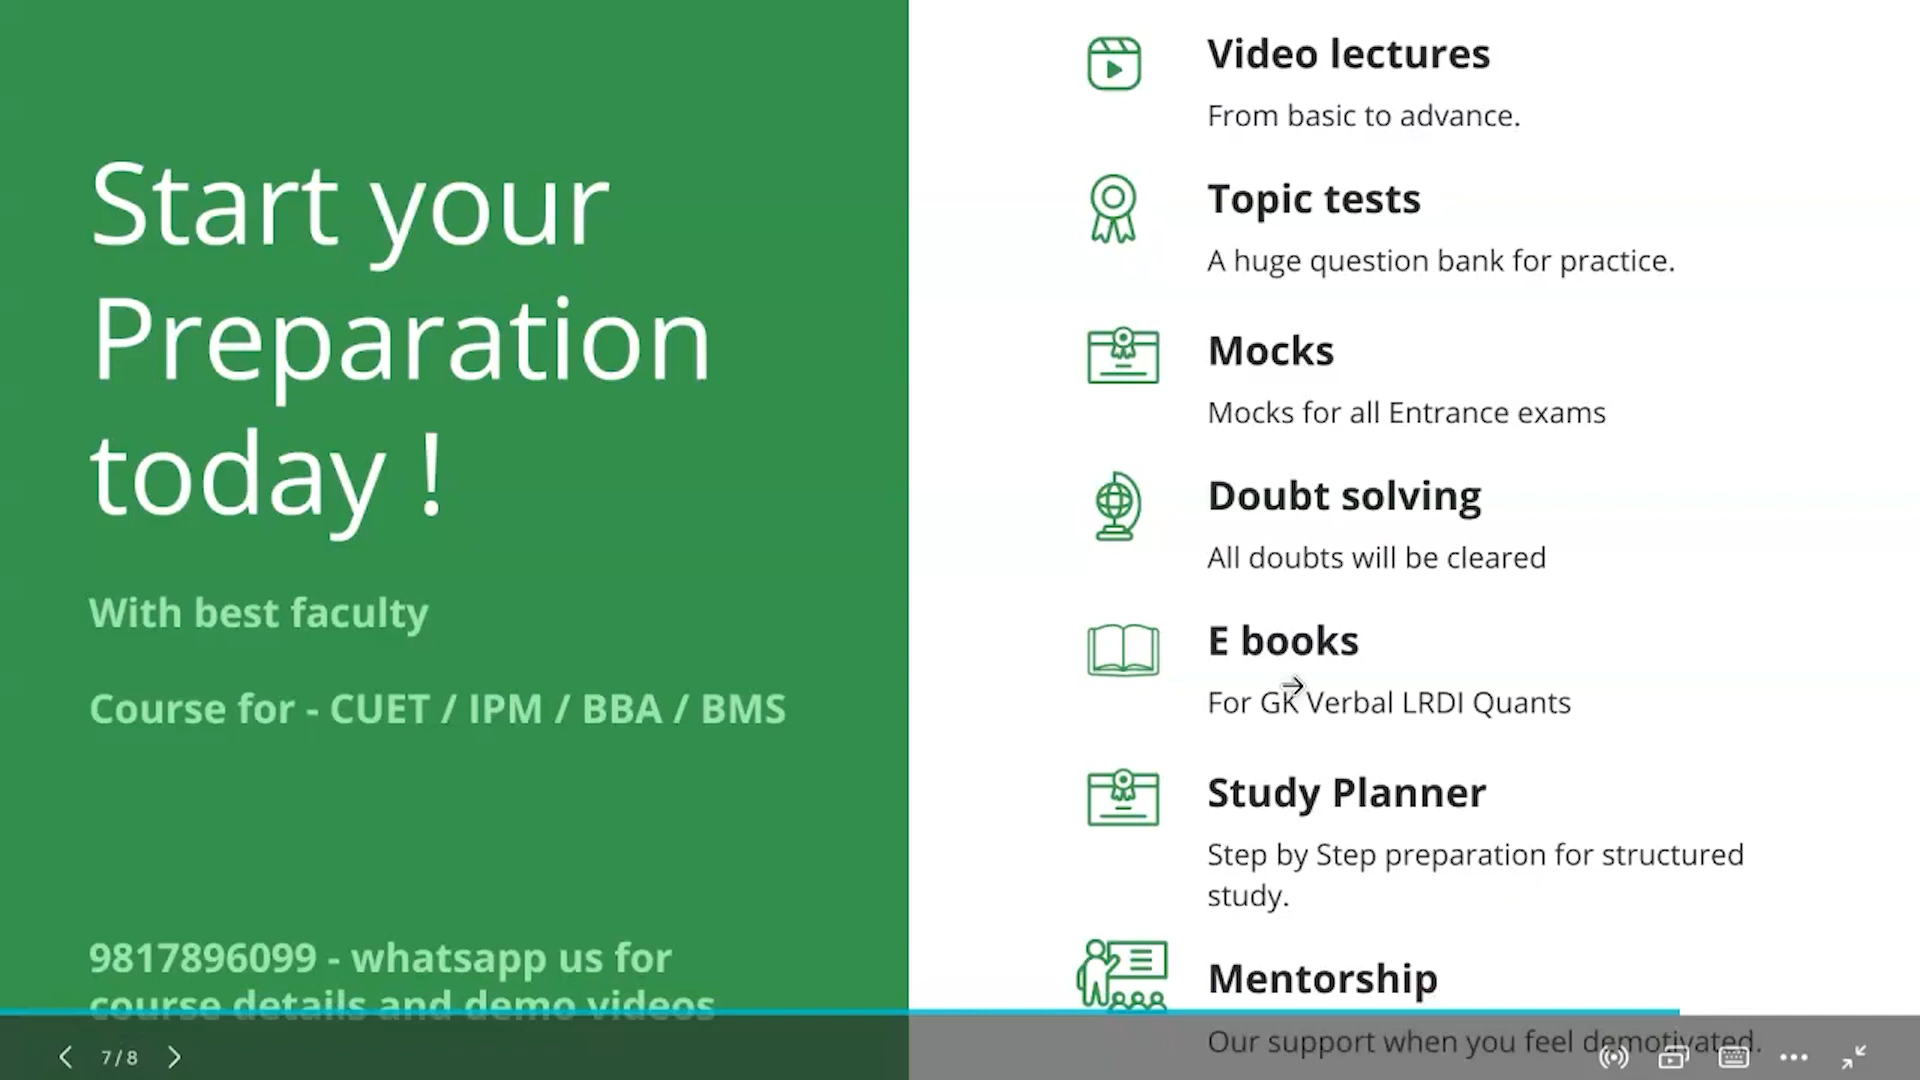 Start your
Preparation
today !
With best faculty
Course for - CUET / IPM / BBA / BMS
9817896099 - whatsapp us for
course details and demo videos
7/8
Video lectures
From basic to advance.
Topic tests
A huge question bank for practice.
Mocks
Mocks for all Entrance exams
Doubt solving
All doubts will be cleared
E books
For GK Verbal LRDI Quants
Study Planner
Step by Step preparation for structured
study.
Mentorship
Our support when you feel demotivated.